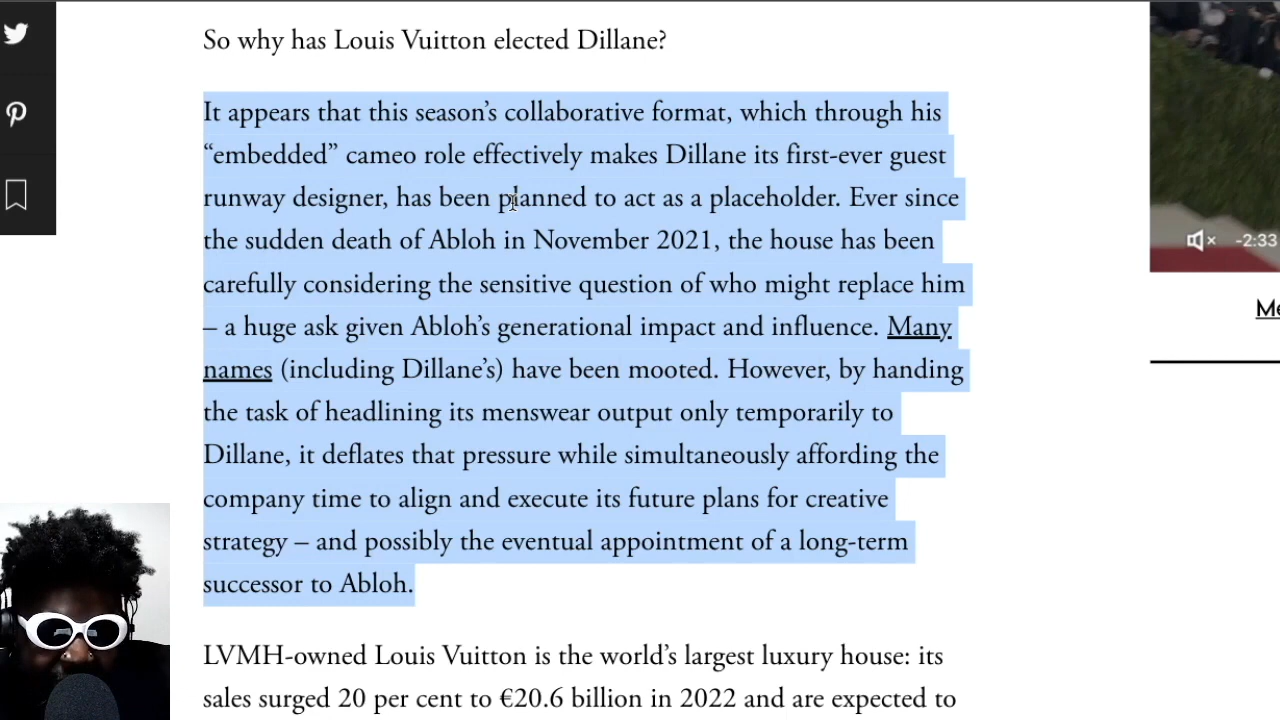 So why has Louis Vuitton elected Dillane?
It appears that this season’s collaborative format, which through his
“embedded” cameo role effectively makes Dillane its first-ever guest
runway designer, has been planned to act as a placeholder. Ever since
the sudden death of Abloh in November 2021, the house has been
carefully considering the sensitive question of who might replace him
– a huge ask given Abloh’s generational impact and influence. Many
names (including Dillane’s) have been mooted. However, by handing
the task of headlining its menswear output only temporarily to
Dillane, it deflates that pressure while simultaneously affording the
company time to align and execute its future plans for creative
strategy – and possibly the eventual appointment of a long-term
successor to Abloh.
LVMH-owned Louis Vuitton is the world’s largest luxury house: its
sales surged 20 per cent to €20.6 billion in 2022 and are expected to
-2:33